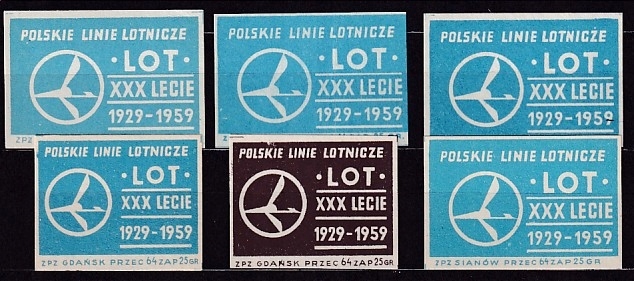 POLSKIE LINIE LOTNICZE
·LOT·
XXX LECIE
1929-1959
ZPZ
POLSKIE LINIE LOTNICZE
·LOT·
XXX LECIE
1929-1959
25 GR.
POLSKIE LINIE LOTNICZE
·LOT·
XXX LECIE
1929-1959
POLSKIE LINIE LOTNICZE
·LOT·
XXX LECIE
1929-1959
ZPZ GDAŃSK PRZEC 64 ZAP 25 GR
POLSKIE LINIE LOTNICZE
·LOT·
XXX LECIE
1929-1959
ZPZ GDAŃSK PRZEC 64 ZAP 25 GR
POLSKIE LINIE LOTNICZE
·LOT·
XXX LECIE
1929-1959
ZPZ SIANÓW PRZEC 64 ZAP 25 GR